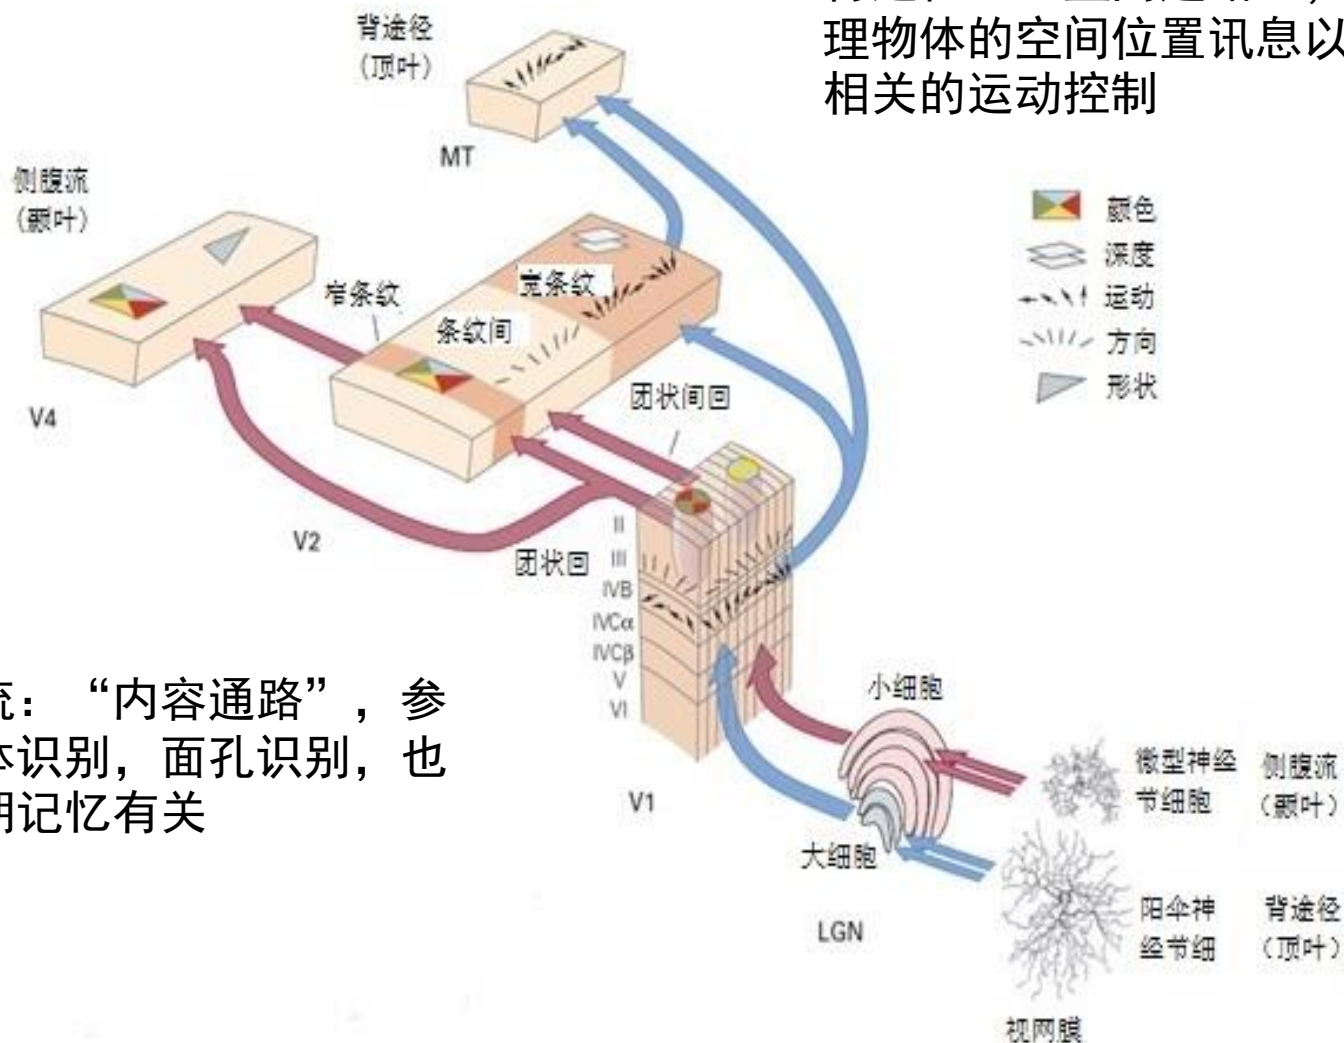 理物体的空间位置讯息以
相关的运动控制
背途径
(顶叶)
MT
侧腹流
(颞叶)
颜色
深度
运动
方向
形状
窄条纹
宽条纹
条纹间
V4
团状间回
V2
团状回
II
III
IVB
IVCα
IVCβ
V
VI
流：“内容通路”，参
体识别，面孔识别，也
期记忆有关
V1
小细胞
大细胞
LGN
微型神经
节细胞
侧腹流
(颞叶)
阳伞神
经节细
背途径
(顶叶)
视网膜